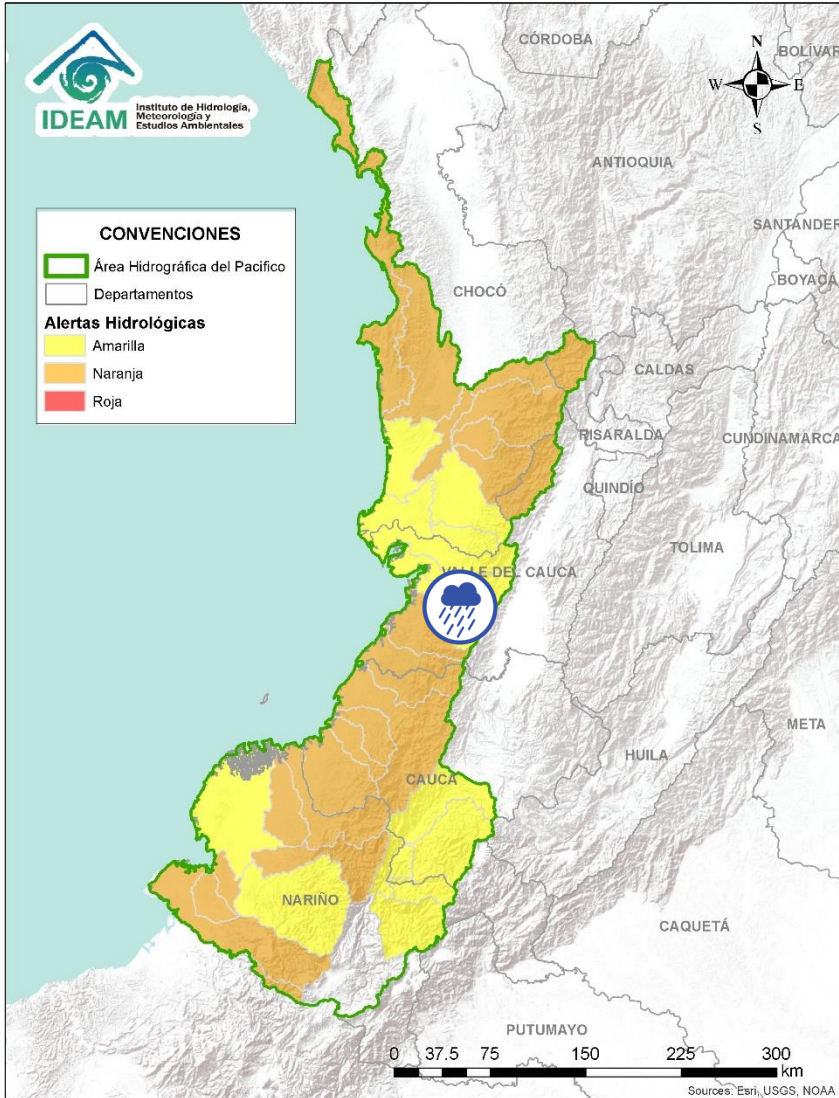 IDEAM
Instituto de Hidrología,
Meteorología y
Estudios Ambientales
CONVENCIONES
Área Hidrográfica del Pacifico
Departamentos
Alertas Hidrológicas
Amarilla
Naranja
Roja
N
W
E
S
CÓRDOBA
BOLÍVAR
ANTIOQUIA
SANTANDER
BOYACÁ
CHOCÓ
CALDAS
RISARALDA
CUNDINAMARCA
QUINDÍO
TOLIMA
VALLE DEL CAUCA
META
HUILA
CAUCA
NARIÑO
CAQUETÁ
PUTUMAYO
0 37.5 75 150 225 300
km
Sources: Esri, USGS, NOAA